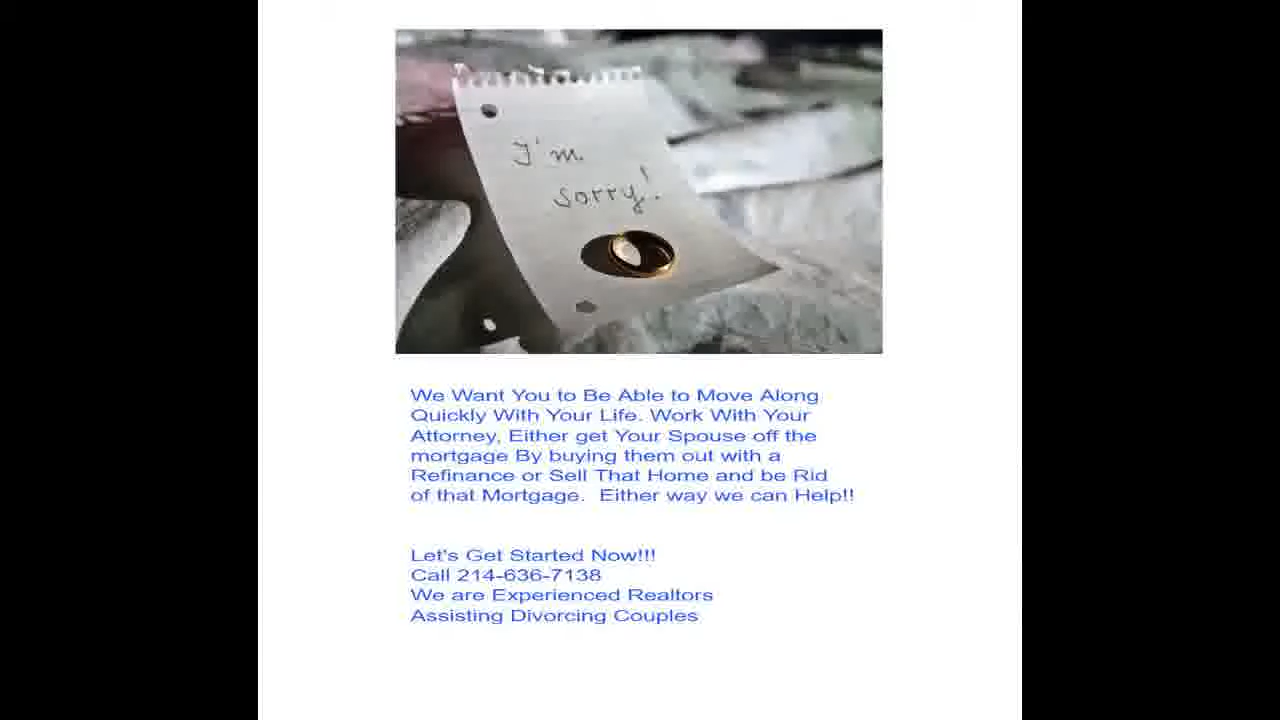 I'm
sorry!
We Want You to Be Able to Move Along
Quickly With Your Life. Work With Your
Attorney, Either get Your Spouse off the
mortgage By buying them out with a
Refinance or Sell That Home and be Rid
of that Mortgage.  Either way we can Help!!
Let's Get Started Now!!!
Call 214-636-7138
We are Experienced Realtors
Assisting Divorcing Couples